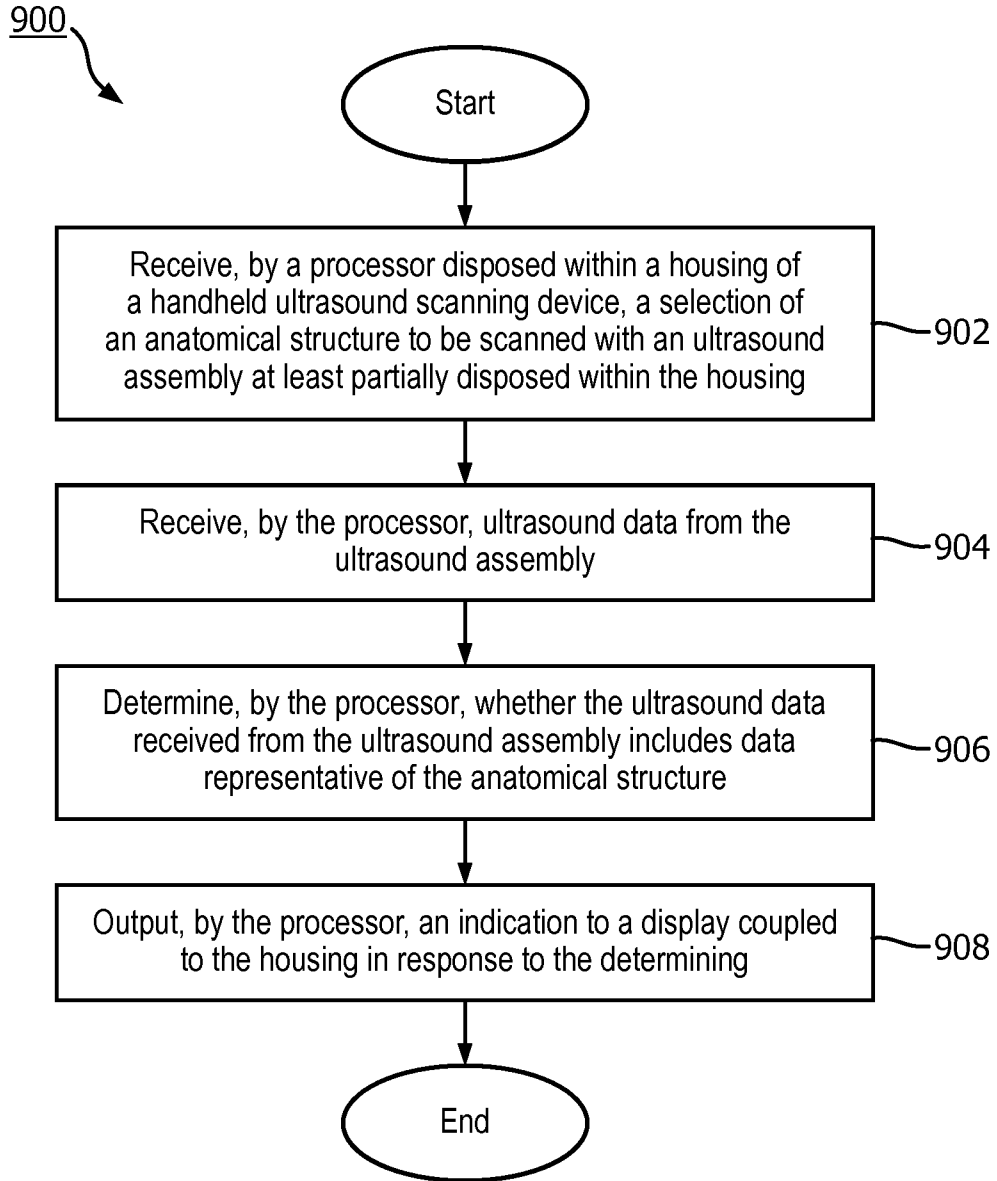 900
Start
Receive, by a processor disposed within a housing of
a handheld ultrasound scanning device, a selection of
an anatomical structure to be scanned with an ultrasound
assembly at least partially disposed within the housing
902
Receive, by the processor, ultrasound data from the
ultrasound assembly
904
Determine, by the processor, whether the ultrasound data
received from the ultrasound assembly includes data
representative of the anatomical structure
906
Output, by the processor, an indication to a display coupled
to the housing in response to the determining
908
End